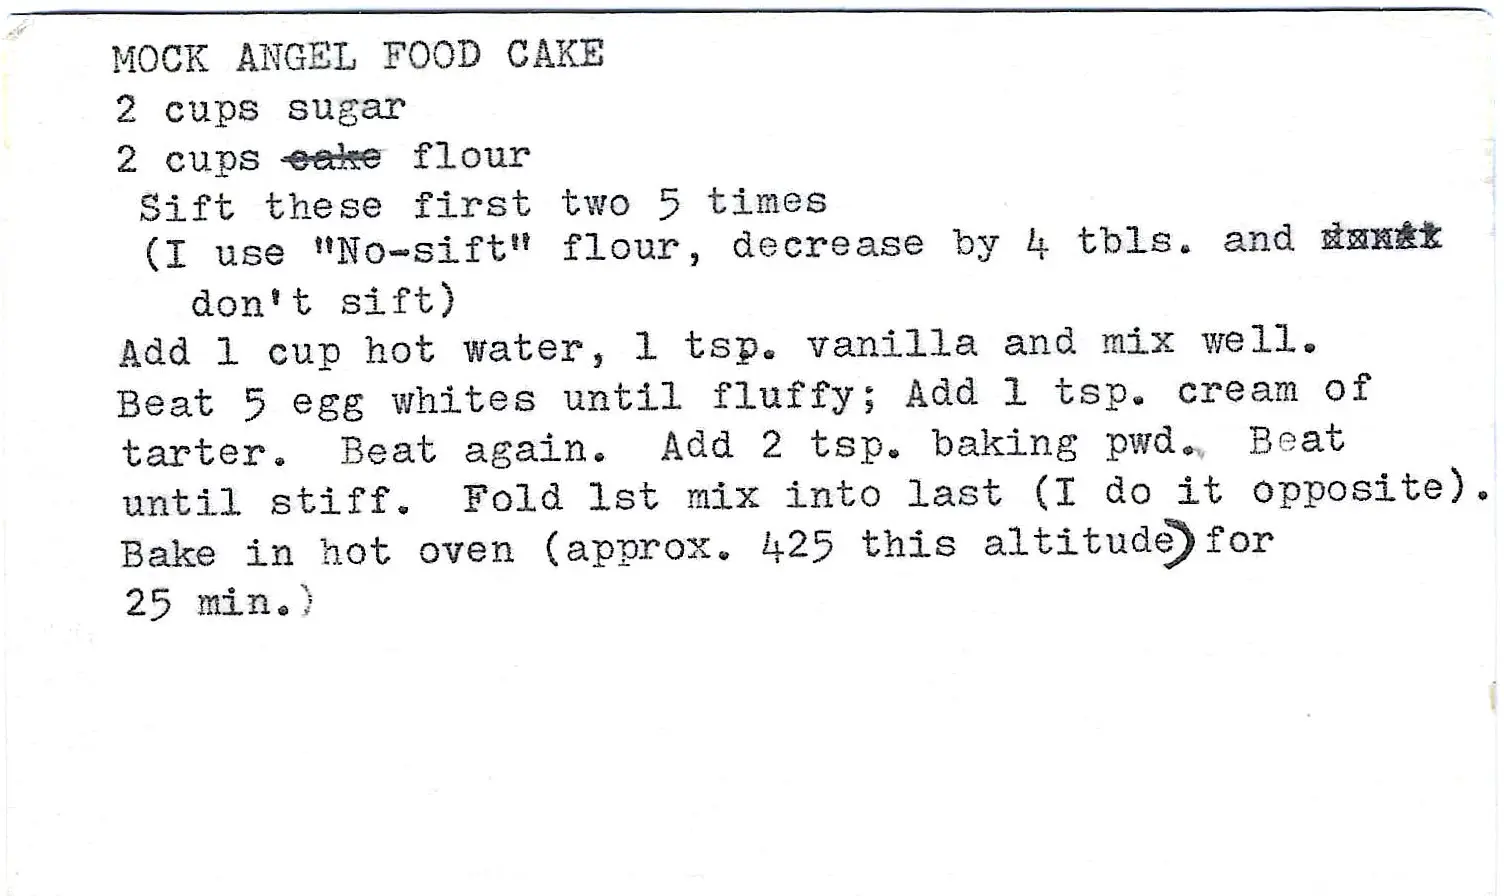 MOCK ANGEL FOOD CAKE
2 cups sugar
2 cups cake flour
Sift these first two 5 times
(I use "No-sift" flour, decrease by 4 tbls. and
don't sift)
Add 1 cup hot water, 1 tsp. vanilla and mix well.
Beat 5 egg whites until fluffy; Add 1 tsp. cream of
tarter. Beat again. Add 2 tsp. baking pwd. Beat
until stiff. Fold 1st mix into last (I do it opposite).
Bake in hot oven (approx. 425 this altitude) for
25 min.)